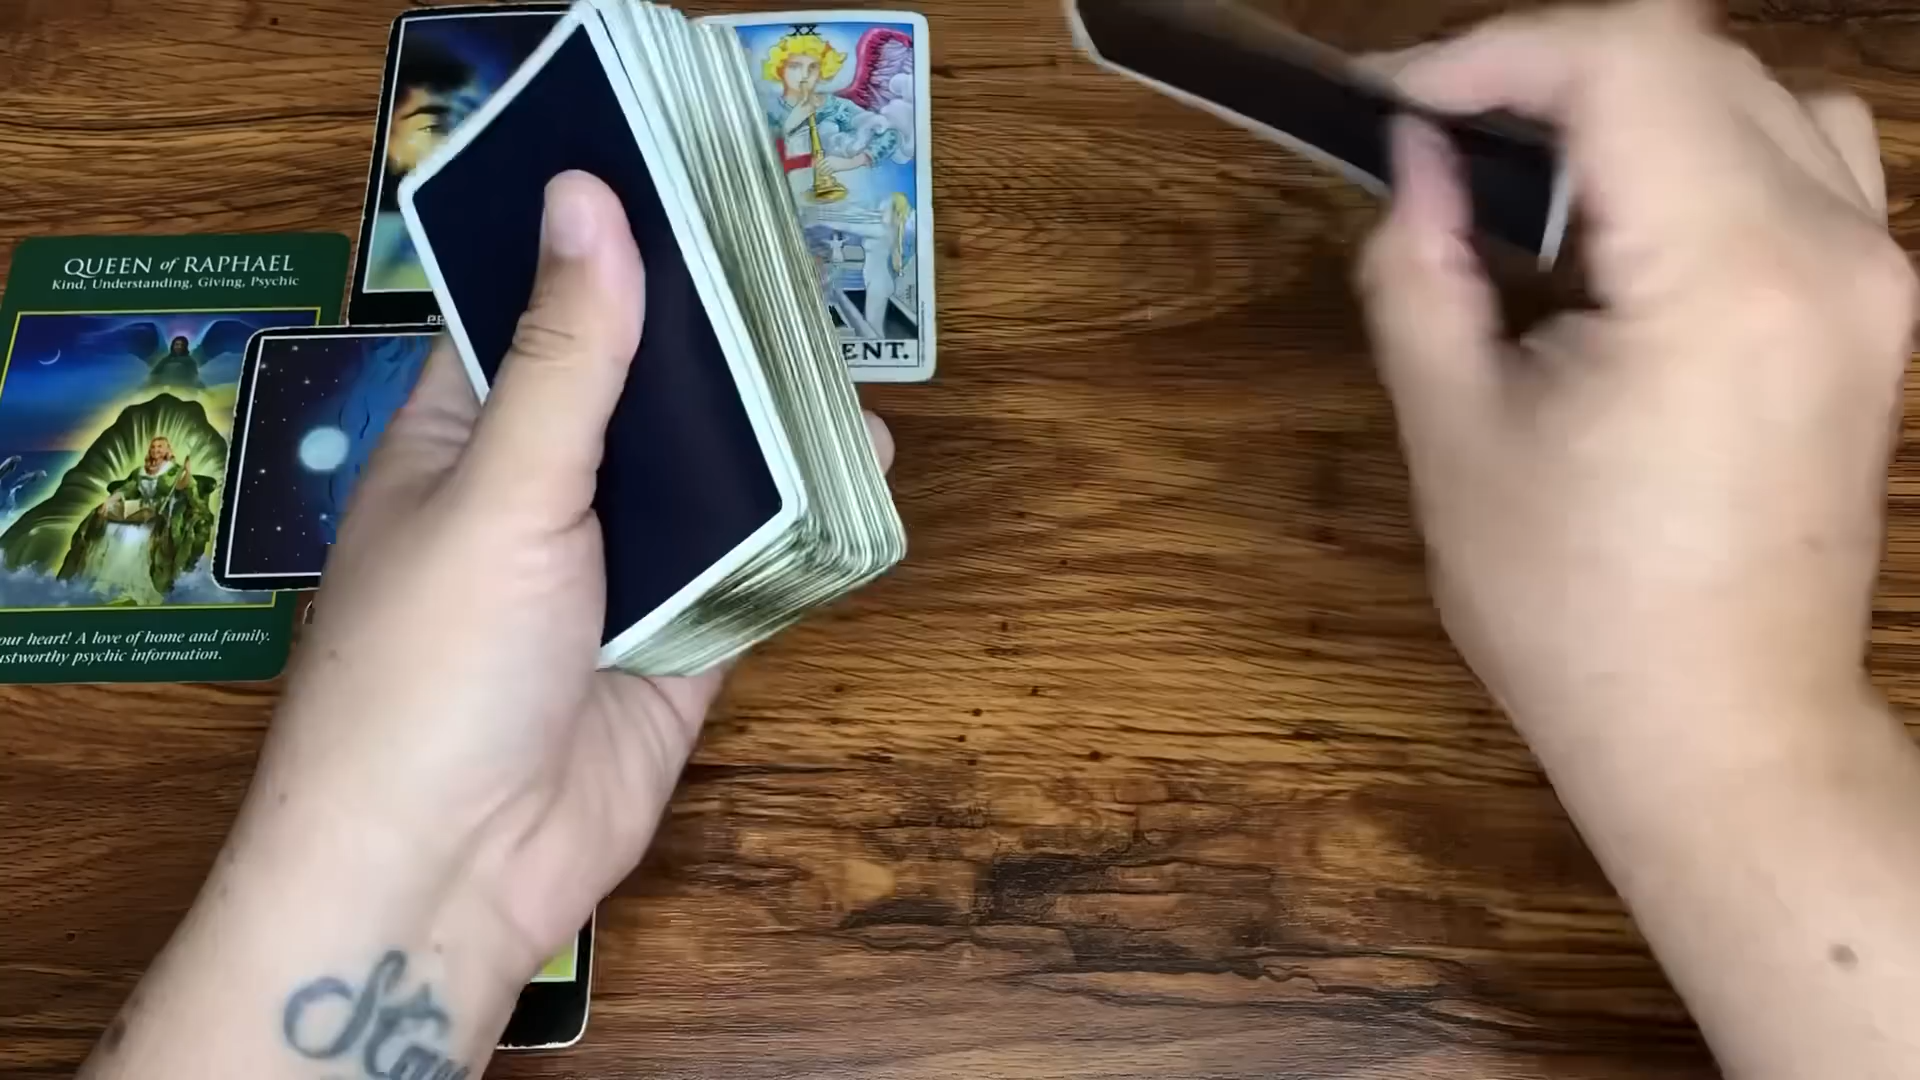 XX
ENT.
QUEEN of RAPHAEL
Kind, Understanding, Giving, Psychic
our heart! A love of home and family.
ustworthy psychic information.